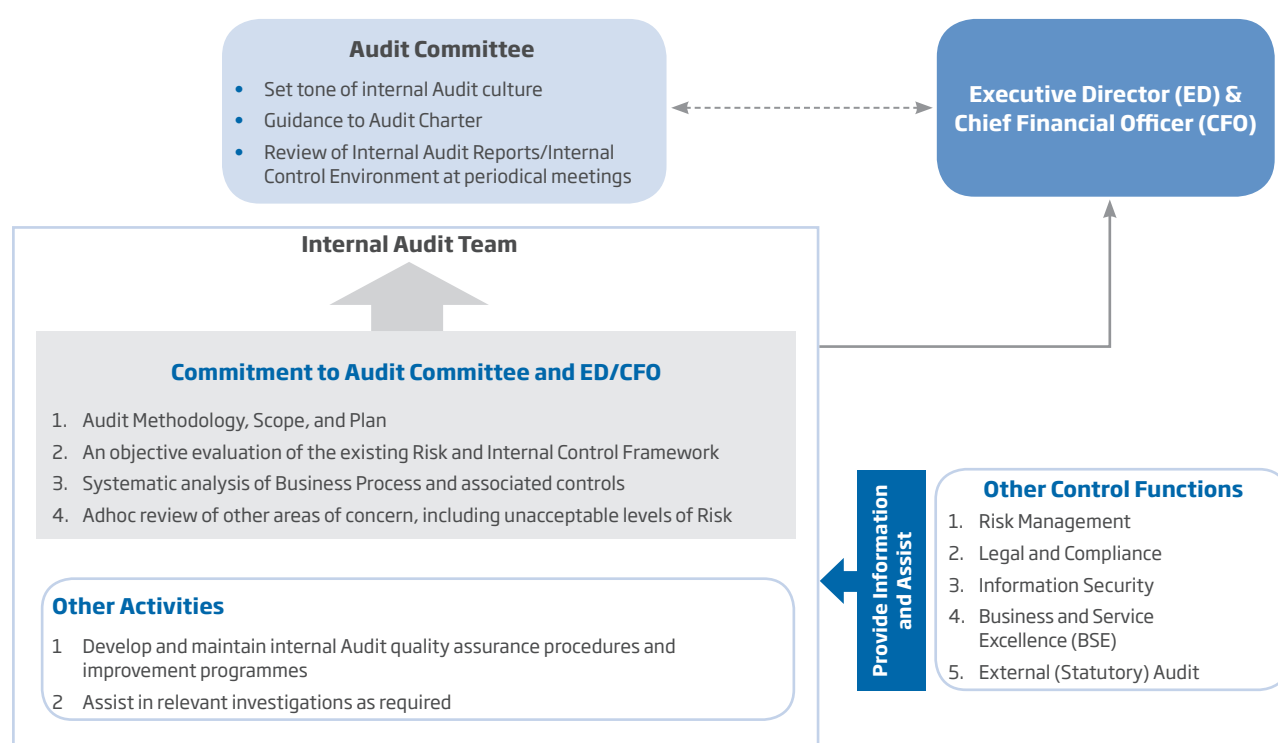 Audit Committee
• Set tone of internal Audit culture
• Guidance to Audit Charter
• Review of Internal Audit Reports/Internal
Control Environment at periodical meetings
Executive Director (ED) &
Chief Financial Officer (CFO)
Internal Audit Team
Commitment to Audit Committee and ED/CFO
1. Audit Methodology, Scope, and Plan
2. An objective evaluation of the existing Risk and Internal Control Framework
3. Systematic analysis of Business Process and associated controls
4. Adhoc review of other areas of concern, including unacceptable levels of Risk
Other Activities
1 Develop and maintain internal Audit quality assurance procedures and
improvement programmes
2 Assist in relevant investigations as required
Provide Information
and Assist
Other Control Functions
1. Risk Management
2. Legal and Compliance
3. Information Security
4. Business and Service
Excellence (BSE)
5. External (Statutory) Audit